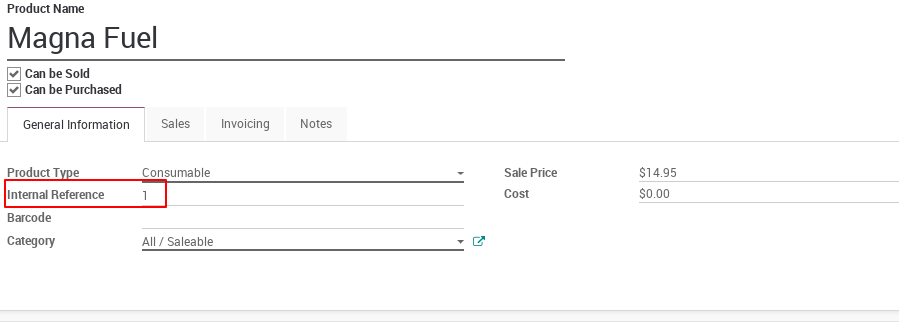 Product Name
Magna Fuel
Can be Sold
Can be Purchased
General Information Sales Invoicing Notes
Product Type Consumable Sale Price $14.95
Internal Reference 1 Cost $0.00
Barcode
Category All / Saleable